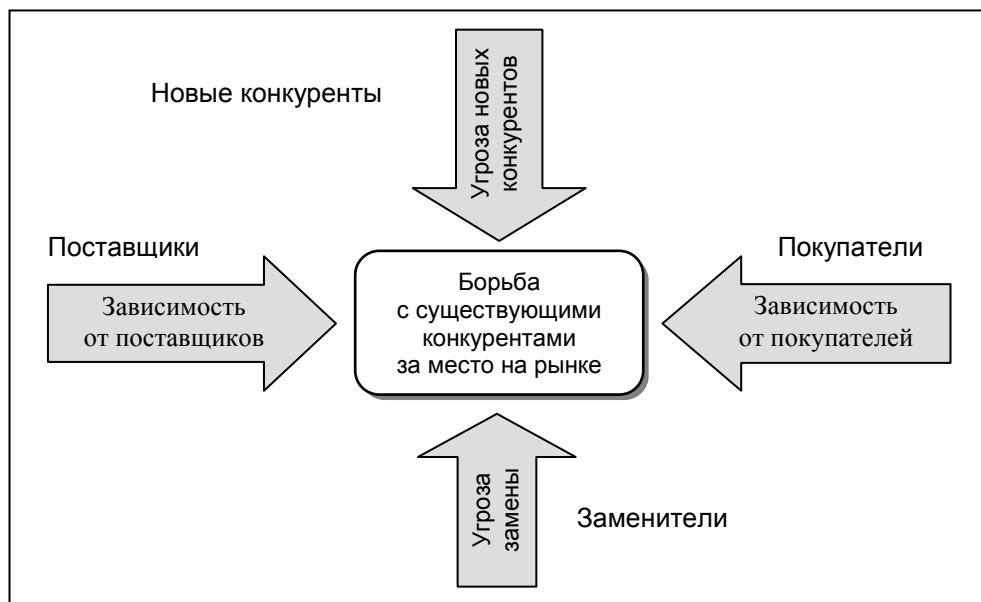 Новые конкуренты
Угроза новых
конкурентов
Поставщики
Зависимость
от поставщиков
Борьба
с существующими
конкурентами
за место на рынке
Покупатели
Зависимость
от покупателей
Угроза
замены
Заменители